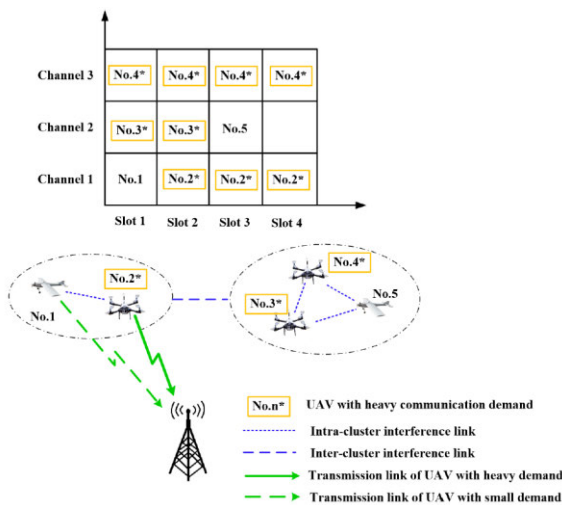 Channel 3
No.4* No.4* No.4* No.4*
Channel 2
No.3* No.3* No.5
Channel 1
No.1 No.2* No.2* No.2*
Slot 1 Slot 2 Slot 3 Slot 4
No.4*
No.2*
No.5
No.3*
No.1
No.n* UAV with heavy communication demand
Intra-cluster interference link
Inter-cluster interference link
Transmission link of UAV with heavy demand
Transmission link of UAV with small demand